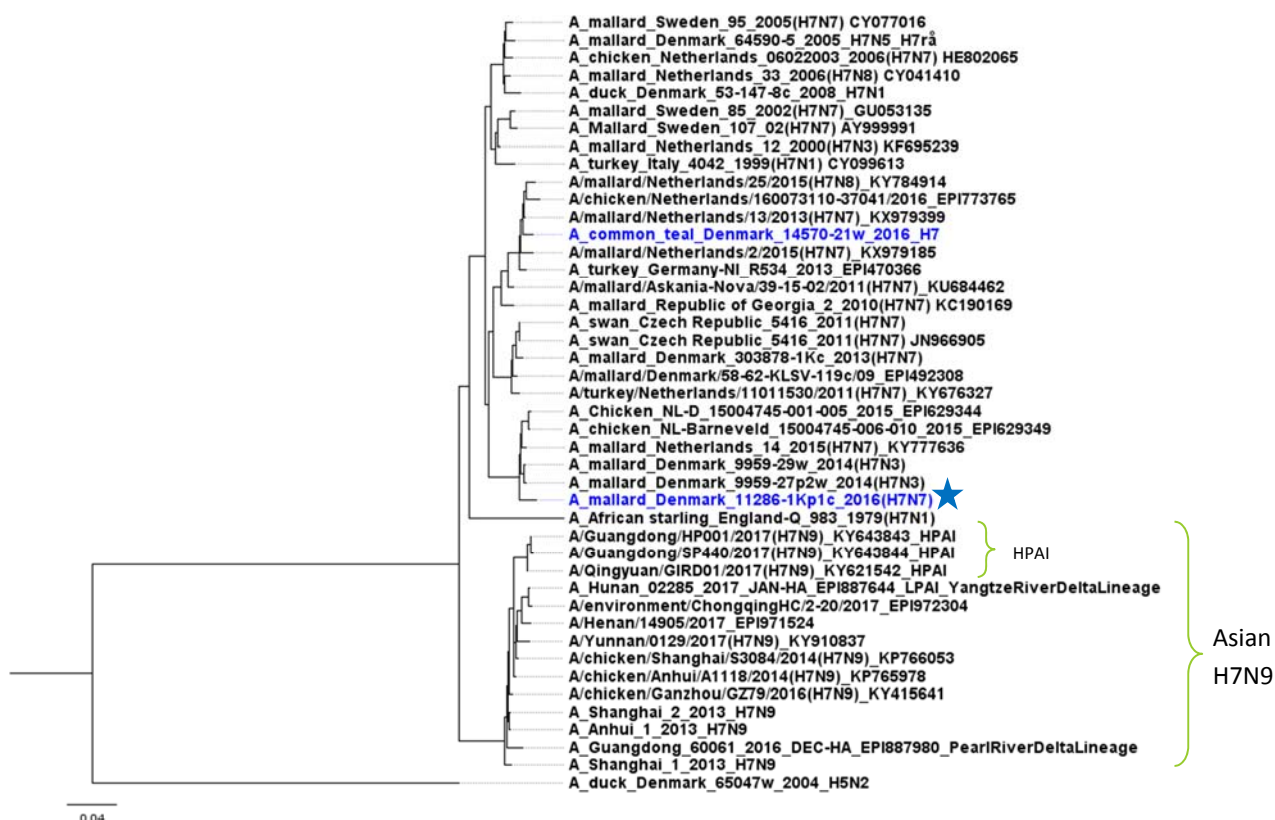 A_mallard_Sweden_95_2005(H7N7) CY077016
A_mallard_Denmark_64590-5_2005_H7N5_H7rå
A_chicken_Netherlands_06022003_2006(H7N7) HE802065
A_mallard_Netherlands_33_2006(H7N8) CY041410
A_duck_Denmark_53-147-8c_2008_H7N1
A_mallard_Sweden_85_2002(H7N7)_GU053135
A_Mallard_Sweden_107_02(H7N7) AY999991
A_mallard_Netherlands_12_2000(H7N3) KF695239
A_turkey_Italy_4042_1999(H7N1) CY099613
A/mallard/Netherlands/25/2015(H7N8)_KY784914
A/chicken/Netherlands/160073110-37041/2016_EPI773765
A/mallard/Netherlands/13/2013(H7N7)_KX979399
A_common_teal_Denmark_14570-21w_2016_H7
A/mallard/Netherlands/2/2015(H7N7)_KX979185
A_turkey_Germany-NI_R534_2013_EPI470366
A/mallard/Askania-Nova/39-15-02/2011(H7N7)_KU684462
A_mallard_Republic of Georgia_2_2010(H7N7) KC190169
A_swan_Czech Republic_5416_2011(H7N7)
A_swan_Czech Republic_5416_2011(H7N7) JN966905
A_mallard_Denmark_303878-1Kc_2013(H7N7)
A/mallard/Denmark/58-62-KLSV-119c/09_EPI492308
A/turkey/Netherlands/11011530/2011(H7N7)_KY676327
A_Chicken_NL-D_15004745-001-005_2015_EPI629344
A_chicken_NL-Barneveld_15004745-006-010_2015_EPI629349
A_mallard_Netherlands_14_2015(H7N7)_KY777636
A_mallard_Denmark_9959-29w_2014(H7N3)
A_mallard_Denmark_9959-27p2w_2014(H7N3)
A_mallard_Denmark_11286-1Kp1c_2016(H7N7)
A_African starling_England-Q_983_1979(H7N1)
A/Guangdong/HP001/2017(H7N9)_KY643843_HPAI
A/Guangdong/SP440/2017(H7N9)_KY643844_HPAI
A/Qingyuan/GIRD01/2017(H7N9)_KY621542_HPAI
HPAI
A_Hunan_02285_2017_JAN-HA_EPI887644_LPAI_YangtzeRiverDeltaLineage
A/environment/ChongqingHC/2-20/2017_EPI972304
A/Henan/14905/2017_EPI971524
A/Yunnan/0129/2017(H7N9)_KY910837
A/chicken/Shanghai/S3084/2014(H7N9)_KP766053
A/chicken/Anhui/A1118/2014(H7N9)_KP765978
A/chicken/Ganzhou/GZ79/2016(H7N9)_KY415641
A_Shanghai_2_2013_H7N9
A_Anhui_1_2013_H7N9
A_Guangdong_60061_2016_DEC-HA_EPI887980_PearlRiverDeltaLineage
A_Shanghai_1_2013_H7N9
Asian
H7N9
A_duck_Denmark_65047w_2004_H5N2
0.04